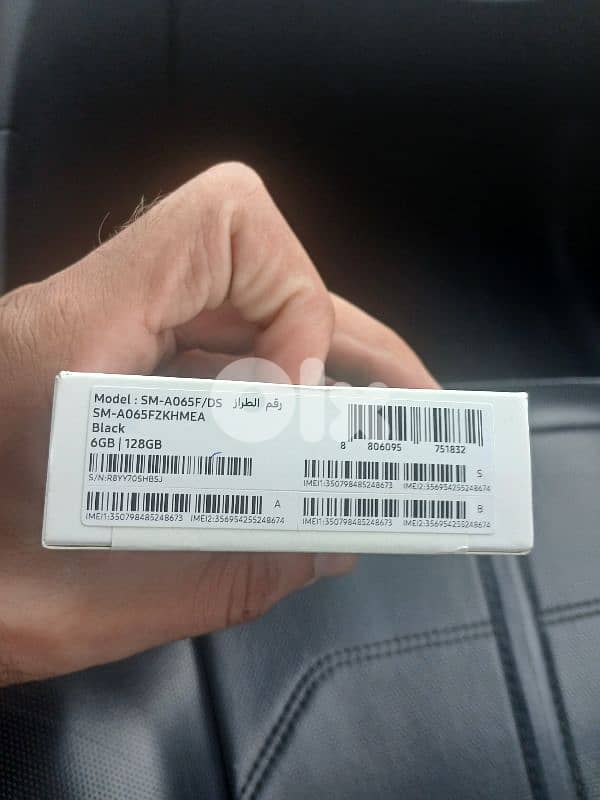 Model : SM-A065F/DS رقم الطراز
SM-A065FZKHMEA
Black
6GB | 128GB
8 806095 751832
S/N:R8YY705HBSJ
IMEI1:350798485248673 IMEI2:356954255248674
S
IMEI1:350798485248673 IMEI2:356954255248674
A
IMEI1:350798485248673 IMEI2:356954255248674
B
olx